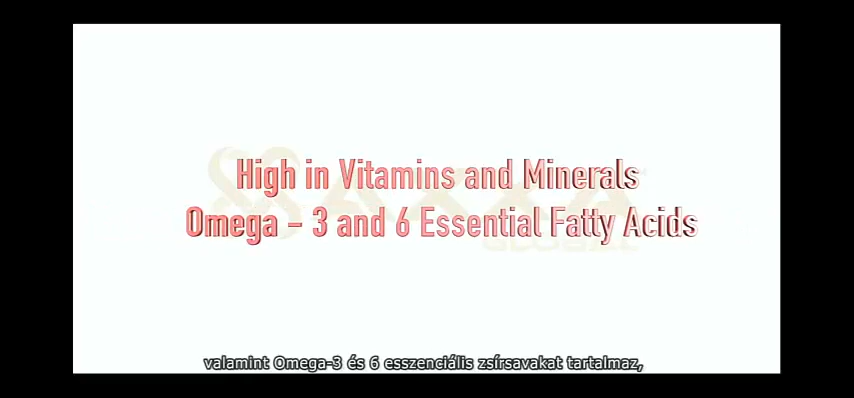 High in Vitamins and Minerals
Omega – 3 and 6 Essential Fatty Acids
GLOBAL
valamint Omega-3 és 6 esszenciális zsírsavakat tartalmaz,